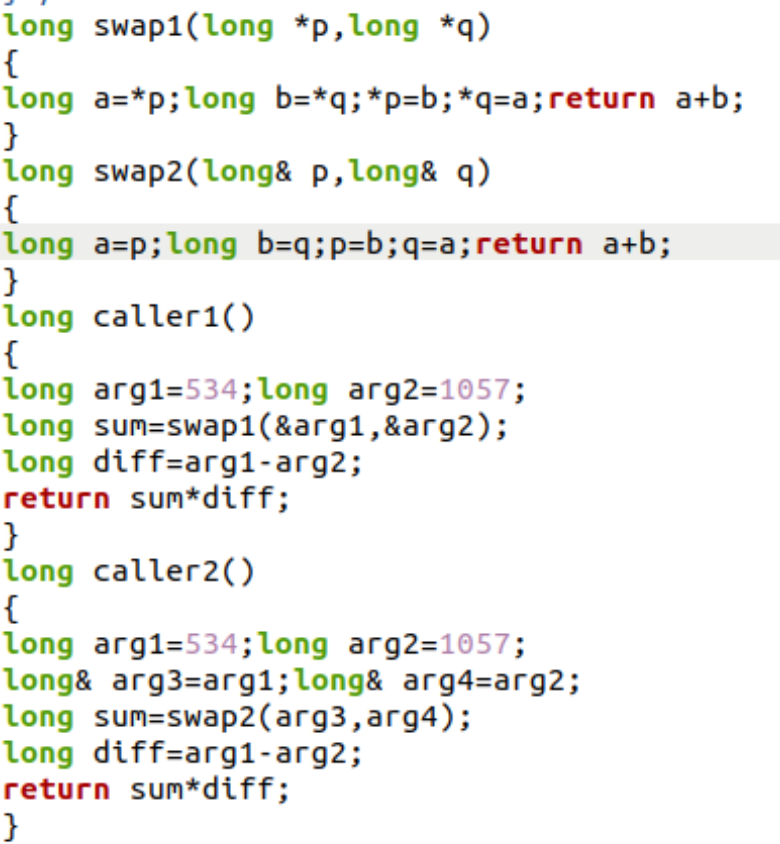 long swap1(long *p,long *q)
{
long a=*p;long b=*q;*p=b;*q=a;return a+b;
}
long swap2(long& p,long& q)
{
long a=p;long b=q;p=b;q=a;return a+b;
}
long caller1()
{
long arg1=534;long arg2=1057;
long sum=swap1(&arg1,&arg2);
long diff=arg1-arg2;
return sum*diff;
}
long caller2()
{
long arg1=534;long arg2=1057;
long& arg3=arg1;long& arg4=arg2;
long sum=swap2(arg3,arg4);
long diff=arg1-arg2;
return sum*diff;
}